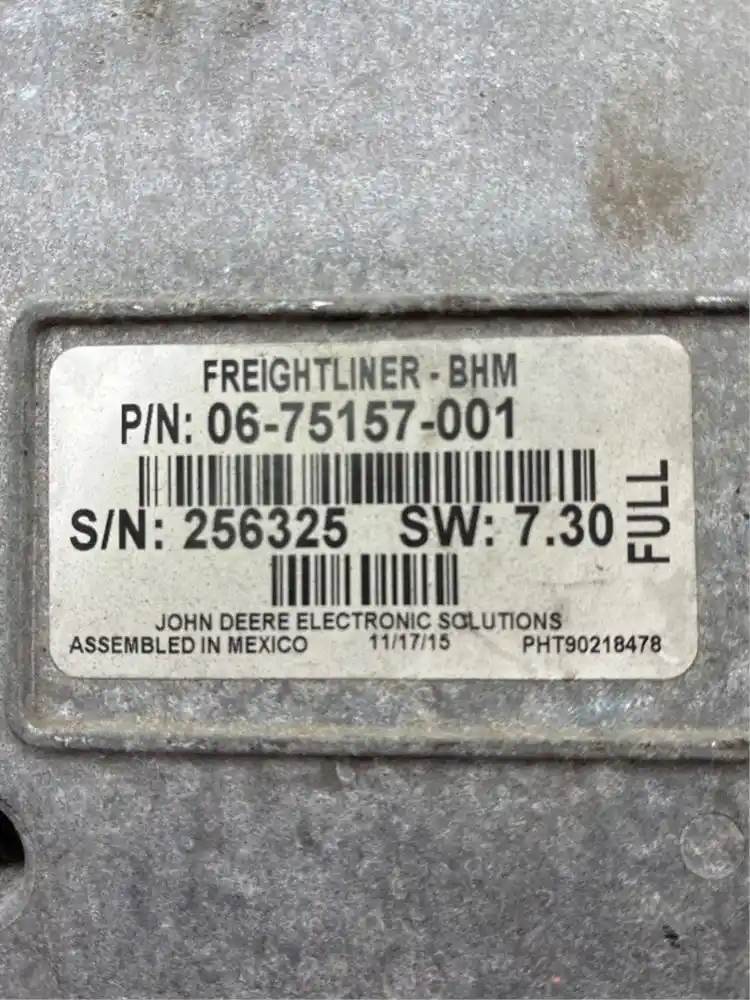 FREIGHTLINER - BHM
P/N: 06-75157-001
S/N: 256325 SW: 7.30
FULL
JOHN DEERE ELECTRONIC SOLUTIONS
ASSEMBLED IN MEXICO 11/17/15 PHT90218478